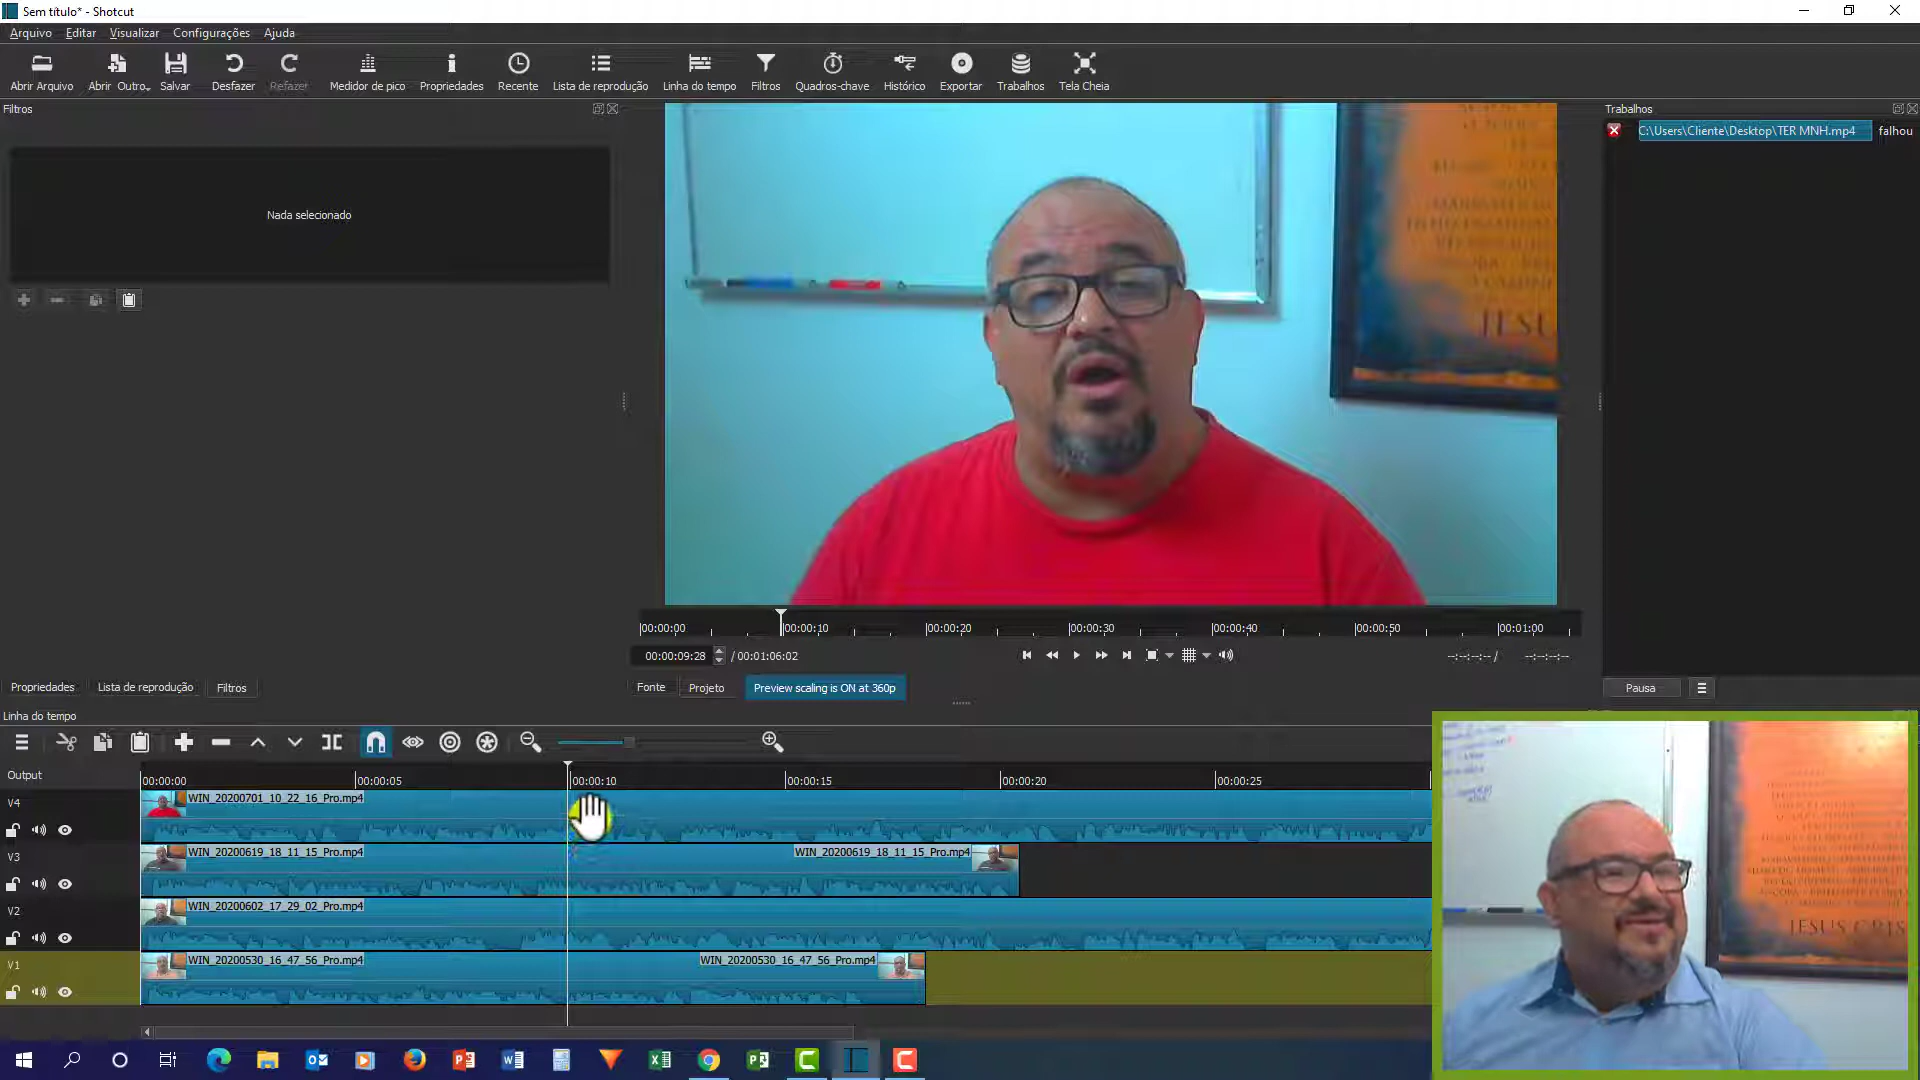 Sem título* - Shotcut
Arquivo Editar Visualizar Configurações Ajuda
Abrir Arquivo Abrir Outro Salvar Desfazer Refazer Medidor de pico Propriedades Recente Lista de reprodução Linha do tempo Filtros Quadros-chave Histórico Exportar Trabalhos Tela Cheia
Filtros
Trabalhos
C:\Users\Cliente\Desktop\TER MNH.mp4 falhou
Nada selecionado
JESU
00:00:00 00:00:10 00:00:20 00:00:30 00:00:40 00:00:50 00:01:00
00:00:09:28 / 00:01:06:02 --:--:--:-- / --:--:--:--
Propriedades Lista de reprodução Filtros
Fonte Projeto Preview scaling is ON at 360p
Pausa
Linha do tempo
Output
00:00:00 00:00:05 00:00:10 00:00:15 00:00:20 00:00:25
V4
WIN_20200701_10_22_16_Pro.mp4
V3
WIN_20200619_18_11_15_Pro.mp4 WIN_20200619_18_11_15_Pro.mp4
V2
WIN_20200602_17_29_02_Pro.mp4
V1
WIN_20200530_16_47_56_Pro.mp4 WIN_20200530_16_47_56_Pro.mp4
JESUS CRIS